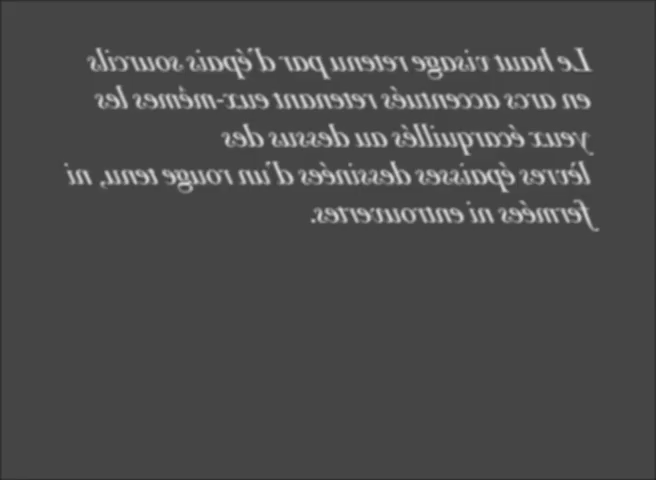 Le haut visage retenu par d'épais sourcils
en arcs accentués retenant eux-mêmes les
yeux écarquillés au dessus des
lèvres épaisses dessinées d'un rouge tenu, ni
fermées ni entrouvertes.